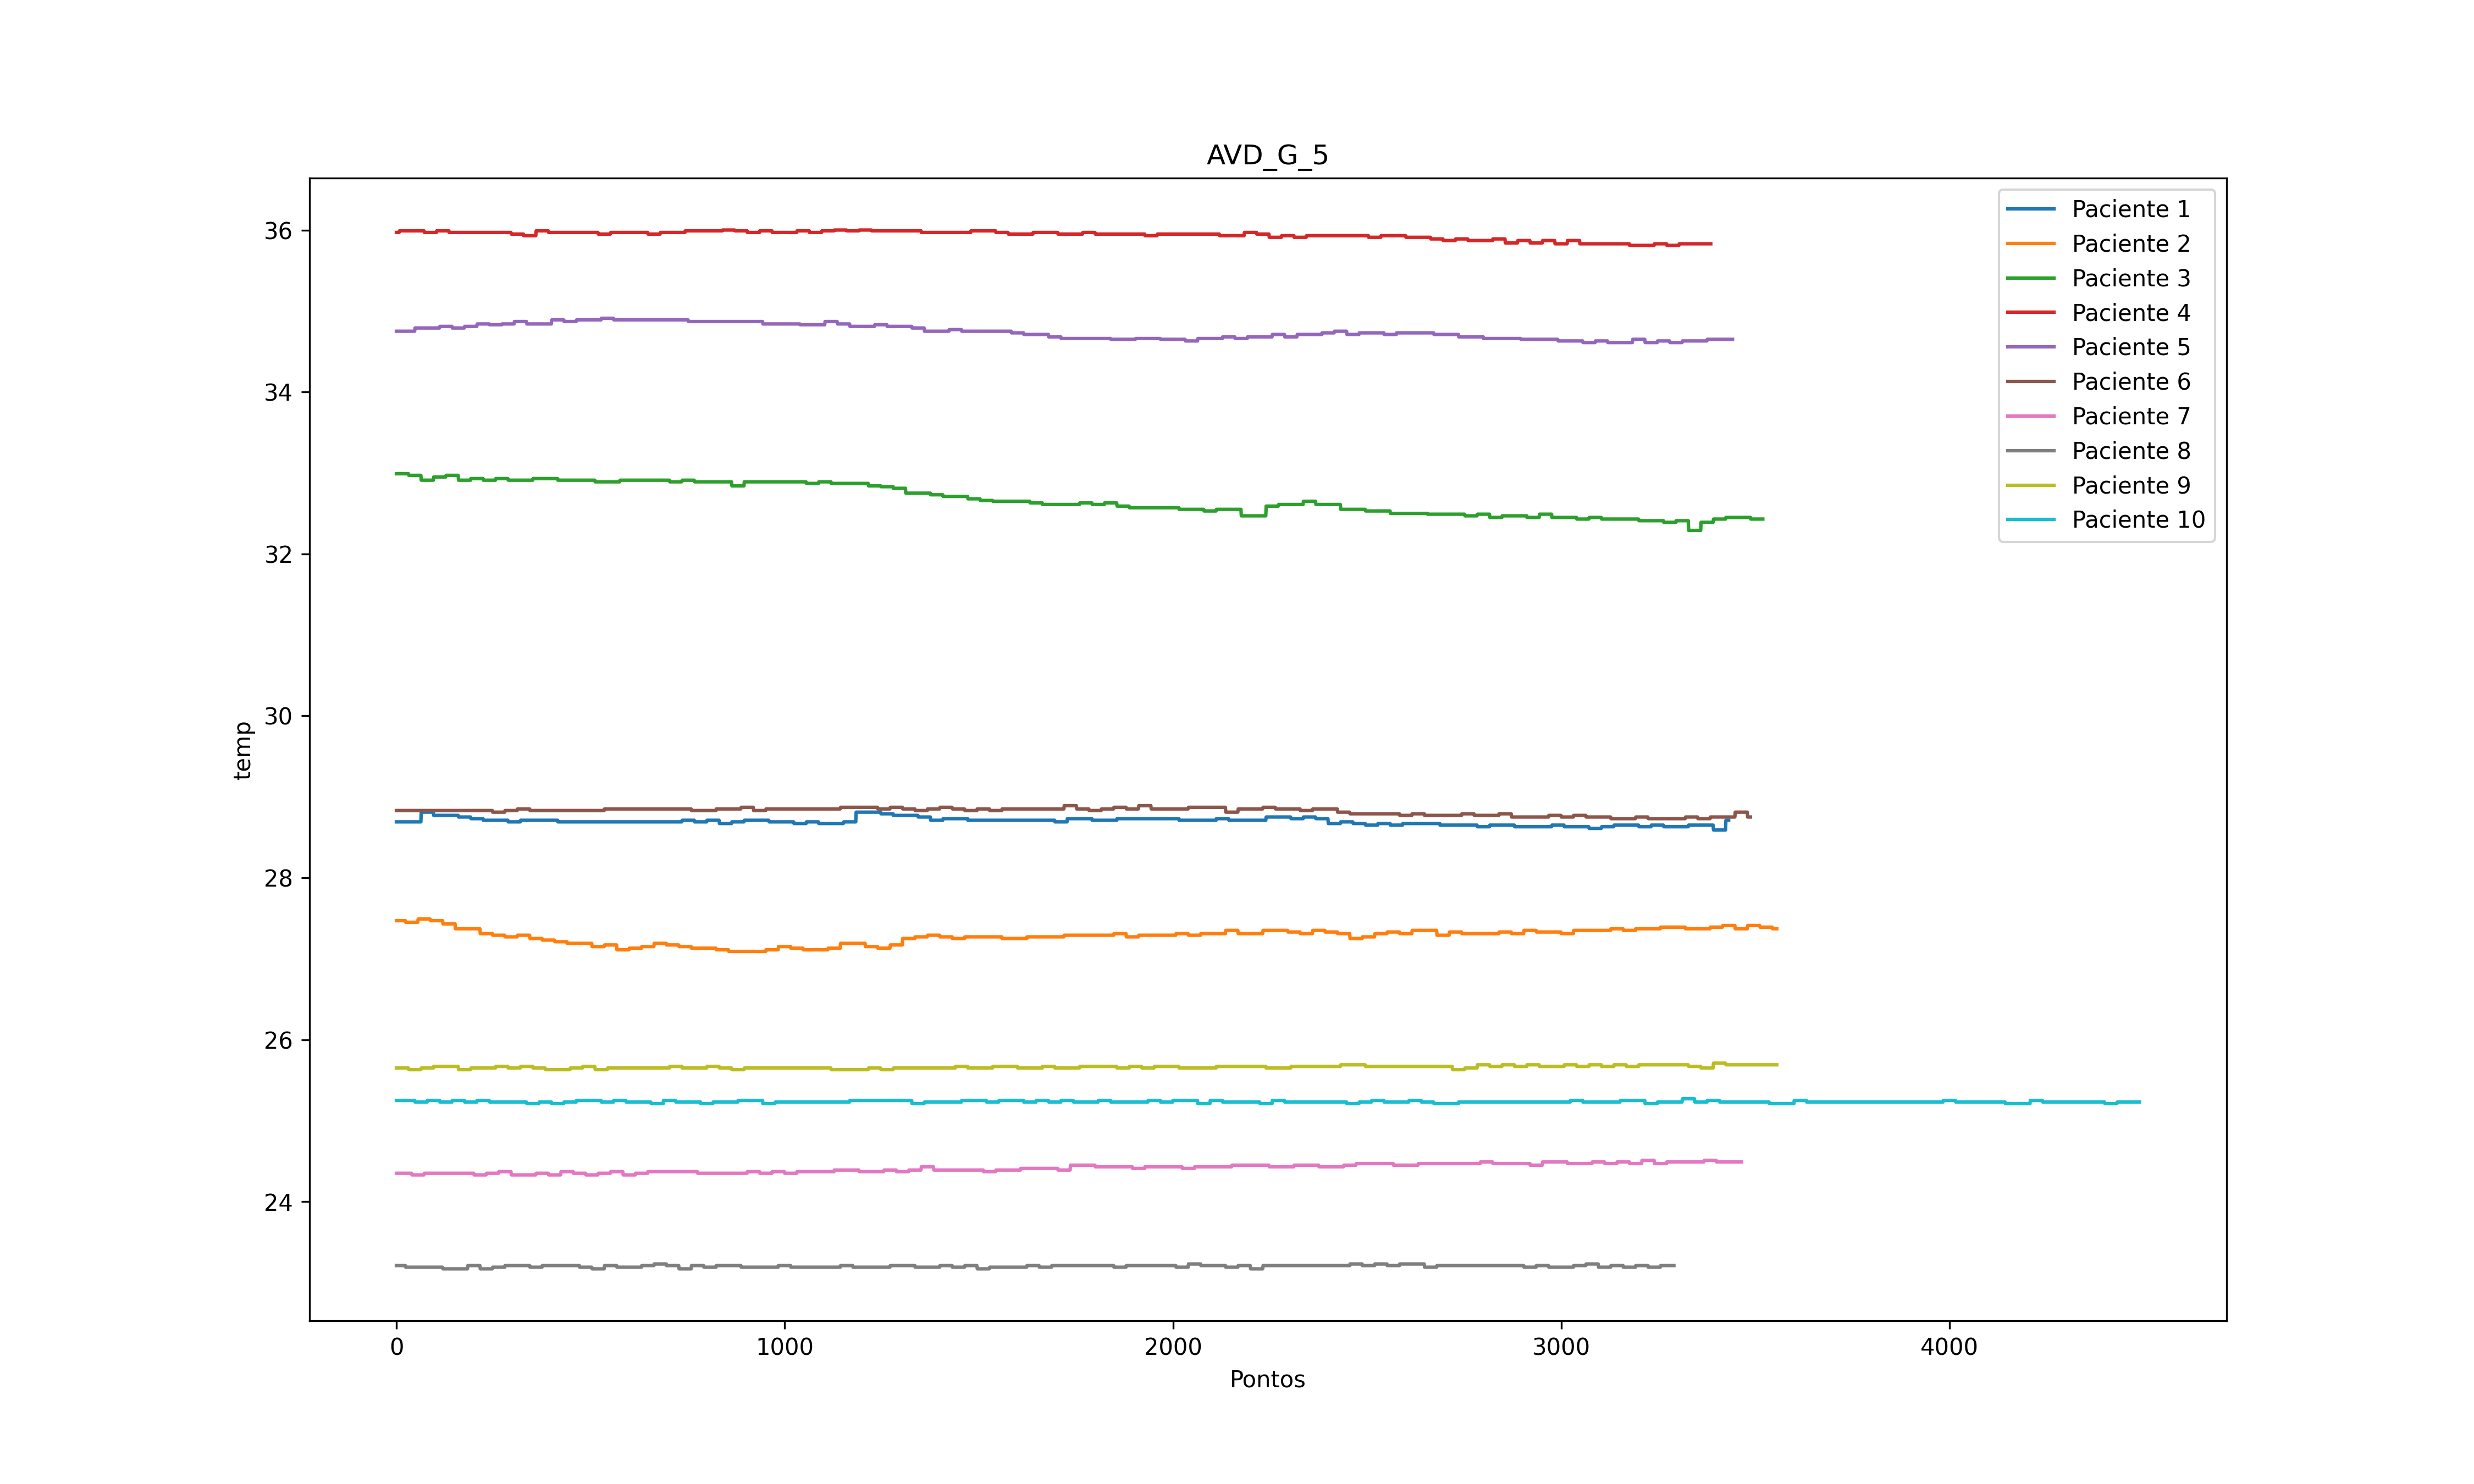 AVD_G_5
36
34
32
30
28
26
24
temp
0
1000
2000
3000
4000
Pontos
Paciente 1
Paciente 2
Paciente 3
Paciente 4
Paciente 5
Paciente 6
Paciente 7
Paciente 8
Paciente 9
Paciente 10